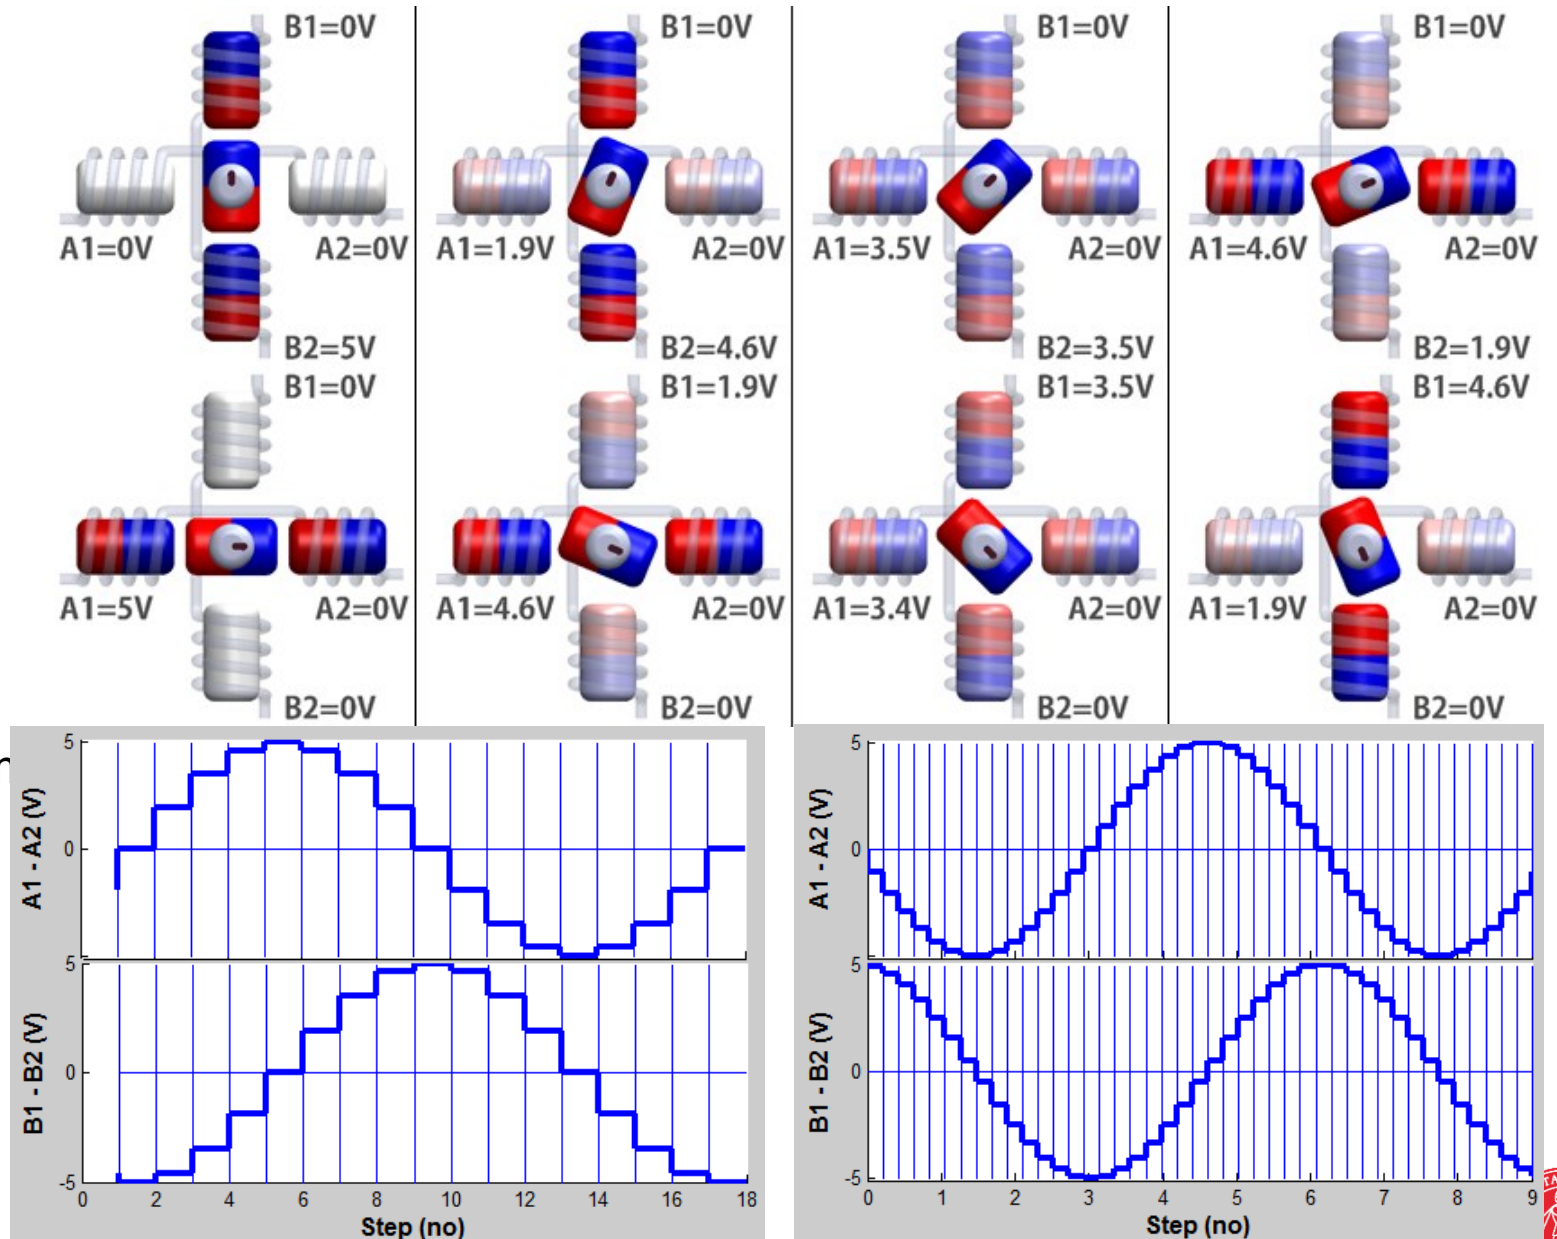 B1=0V
A1=0V A2=0V
B2=5V
B1=0V
A1=1.9V A2=0V
B2=4.6V
B1=0V
A1=3.5V A2=0V
B2=3.5V
B1=0V
A1=4.6V A2=0V
B2=1.9V
B1=0V
A1=5V A2=0V
B2=0V
B1=1.9V
A1=4.6V A2=0V
B2=0V
B1=3.5V
A1=3.4V A2=0V
B2=0V
B1=4.6V
A1=1.9V A2=0V
B2=0V
5
0
A1 - A2 (V)
5
0
-5
B1 - B2 (V)
0 2 4 6 8 10 12 14 16 18
Step (no)
5
0
A1 - A2 (V)
5
0
-5
B1 - B2 (V)
0 1 2 3 4 5 6 7 8 9
Step (no)